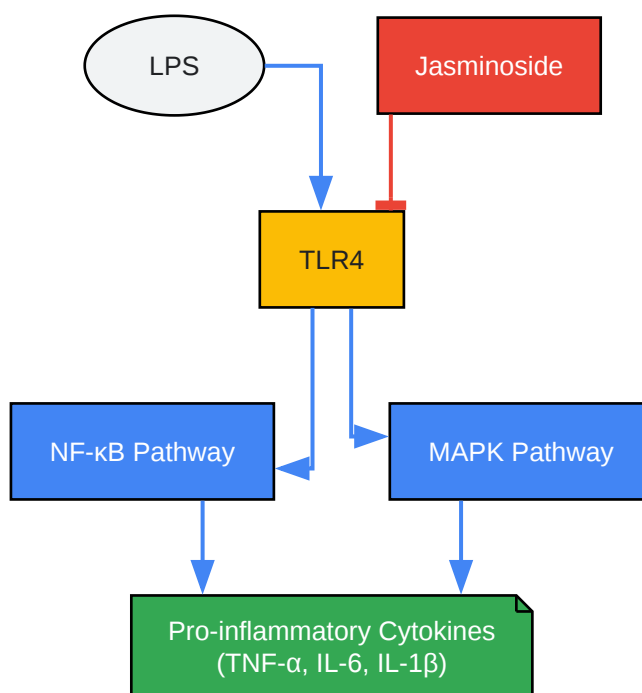 LPS
Jasminoside
TLR4
NF-κB Pathway
MAPK Pathway
Pro-inflammatory Cytokines
(TNF-α, IL-6, IL-1β)